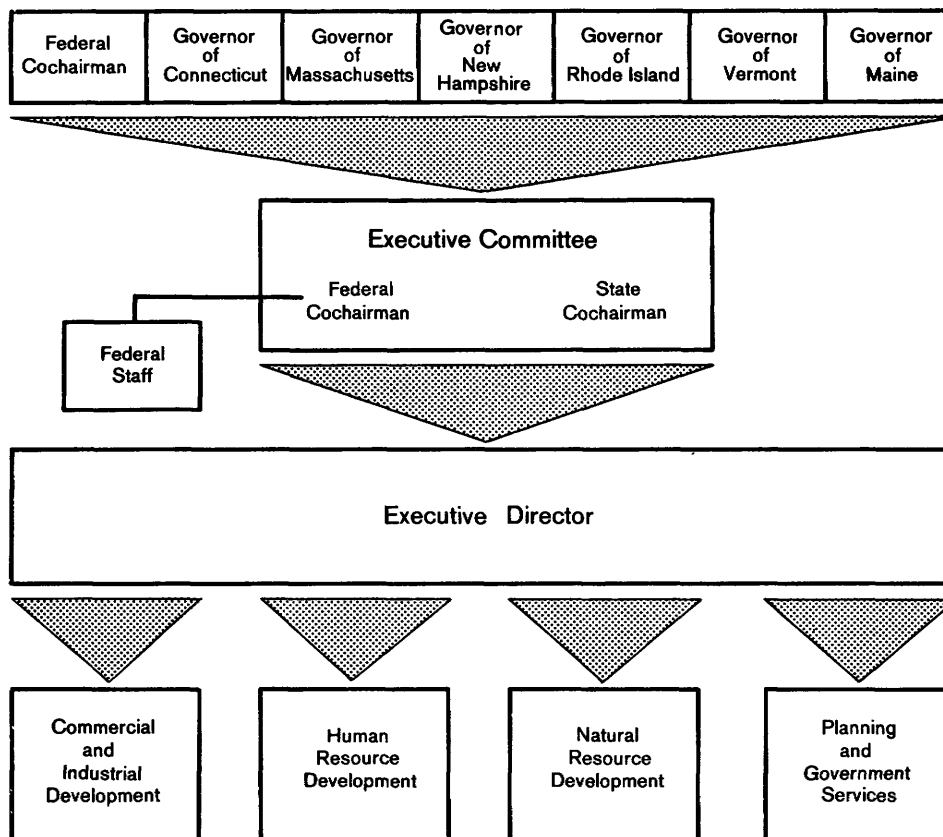 Federal
Cochairman
Governor
of
Connecticut
Governor
of
Massachusetts
Governor
of
New
Hampshire
Governor
of
Rhode Island
Governor
of
Vermont
Governor
of
Maine
Executive Committee
Federal
Cochairman
State
Cochairman
Federal
Staff
Executive Director
Commercial
and
Industrial
Development
Human
Resource
Development
Natural
Resource
Development
Planning
and
Government
Services